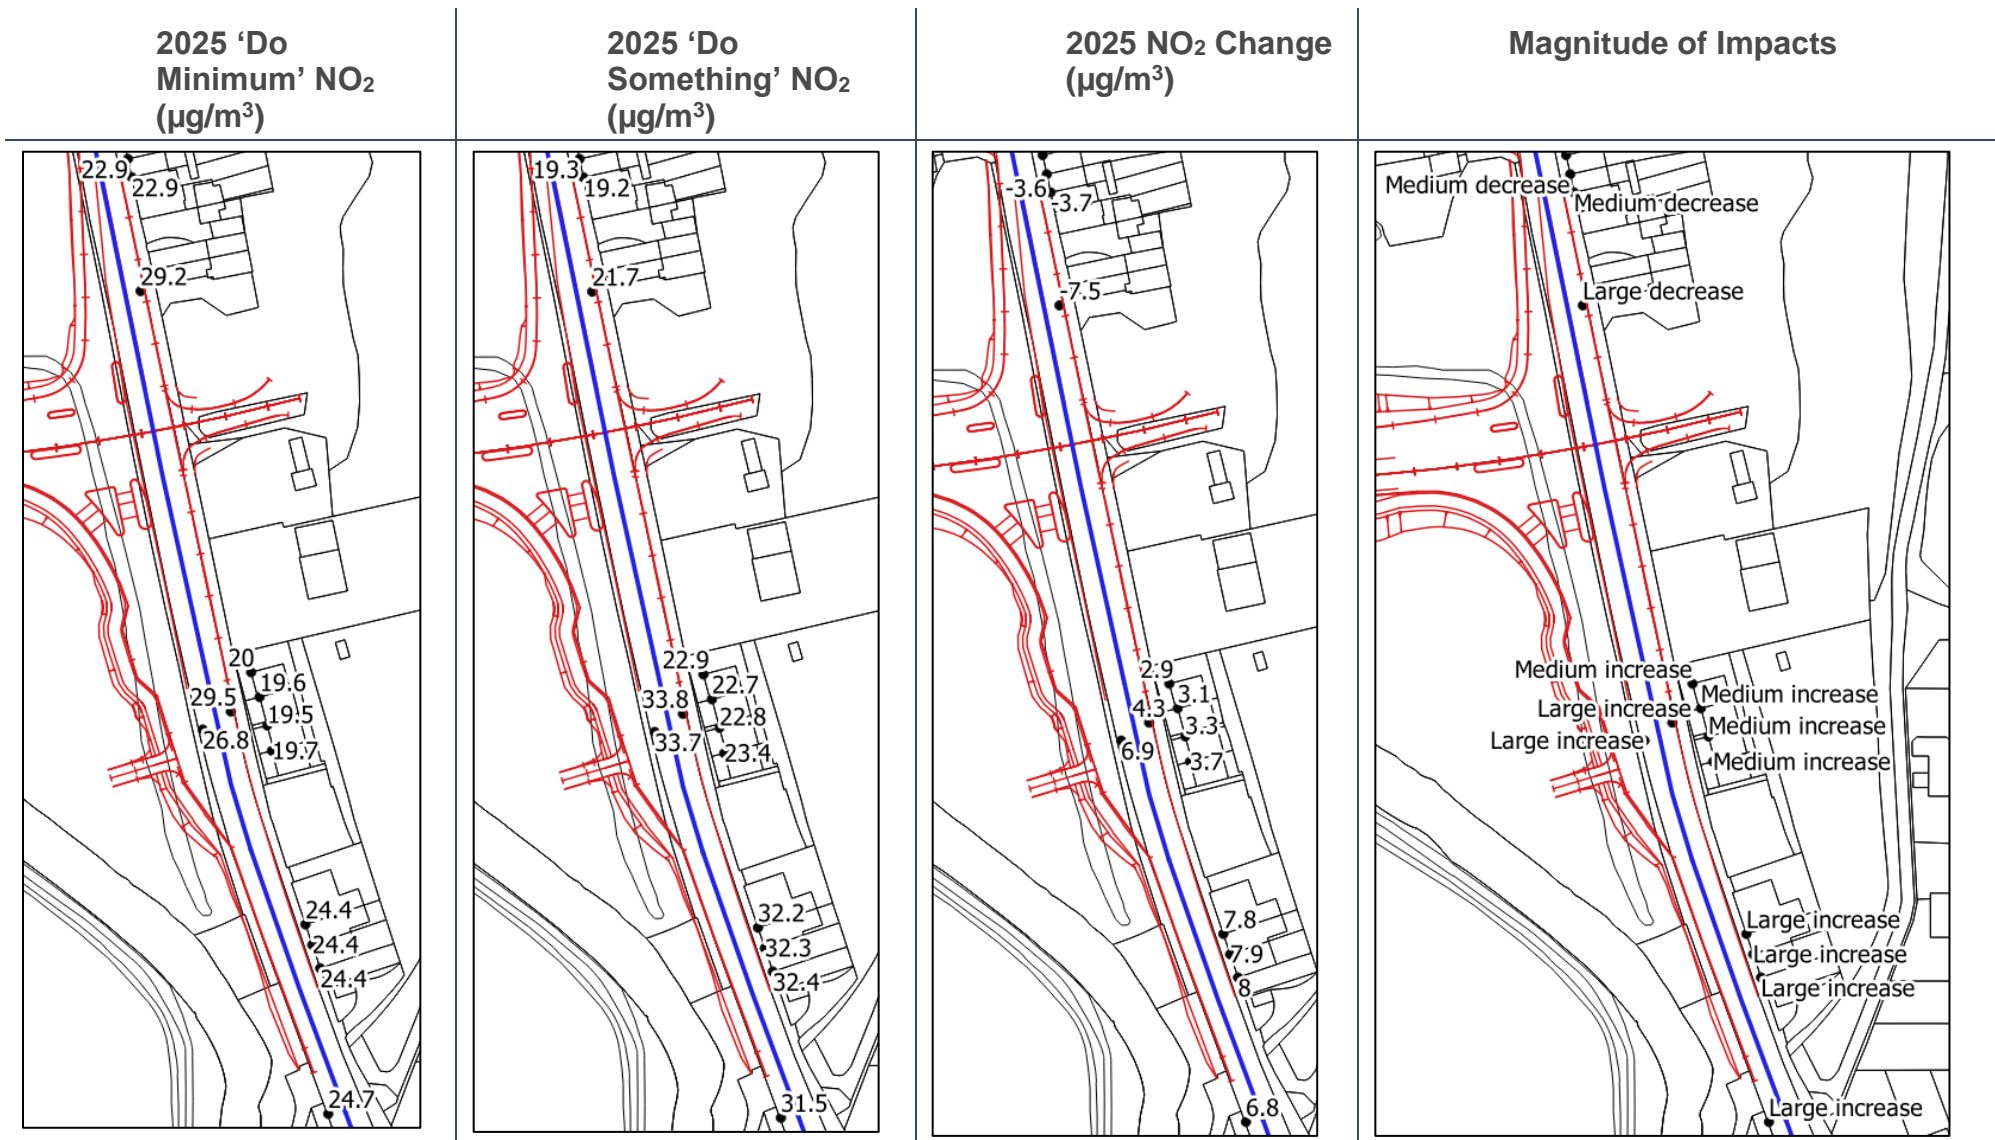 2025 ‘Do
Minimum’ NO2
(µg/m3)
2025 ‘Do
Something’ NO2
(µg/m3)
2025 NO2 Change
(µg/m3)
Magnitude of Impacts
22.9
22.9
29.2
20
19.6
29.5
19.5
26.8
19.7
24.4
24.4
24.4
24.7
19.3
19.2
21.7
22.9
22.7
33.8
22.8
33.7
23.4
32.2
32.3
32.4
31.5
-3.6
-3.7
-7.5
2.9
3.1
4.3
3.3
6.9
3.7
7.8
7.9
8
6.8
Medium decrease
Medium decrease
Large decrease
Medium increase
Medium increase
Large increase
Medium increase
Large increase
Medium increase
Large increase
Large increase
Large increase
Large increase